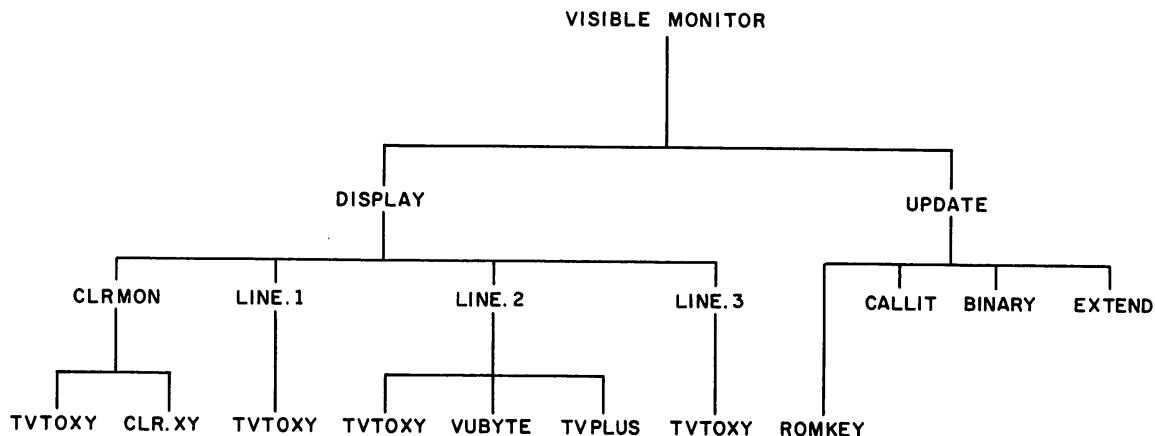 VISIBLE MONITOR
DISPLAY
UPDATE
CLRMON LINE.1 LINE.2 LINE.3 CALLIT BINARY EXTEND
TVTOXY CLR.XY TVTOXY TVTOXY VUBYTE TVPLUS TVTOXY ROMKEY